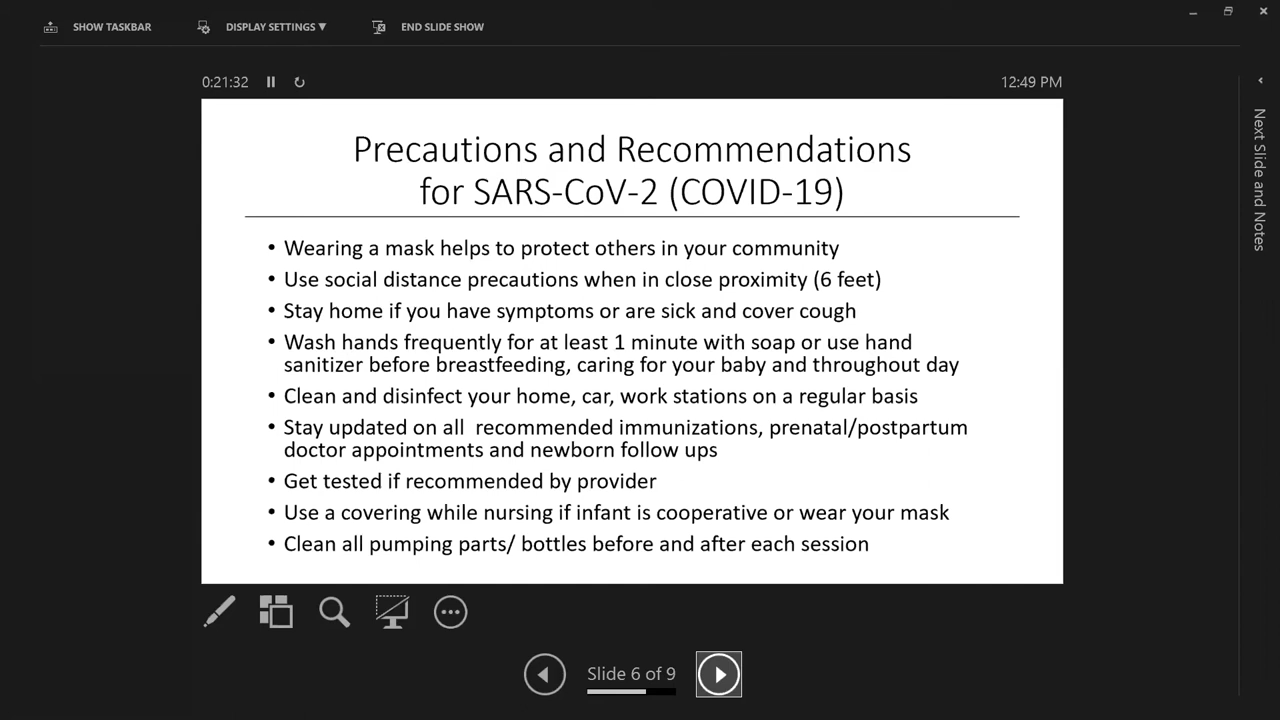 SHOW TASKBAR
DISPLAY SETTINGS ▼
END SLIDE SHOW
0:21:32
12:49 PM
Precautions and Recommendations
for SARS-CoV-2 (COVID-19)
• Wearing a mask helps to protect others in your community
• Use social distance precautions when in close proximity (6 feet)
• Stay home if you have symptoms or are sick and cover cough
• Wash hands frequently for at least 1 minute with soap or use hand
sanitizer before breastfeeding, caring for your baby and throughout day
• Clean and disinfect your home, car, work stations on a regular basis
• Stay updated on all  recommended immunizations, prenatal/postpartum
doctor appointments and newborn follow ups
• Get tested if recommended by provider
• Use a covering while nursing if infant is cooperative or wear your mask
• Clean all pumping parts/ bottles before and after each session
Slide 6 of 9
Next Slide and Notes